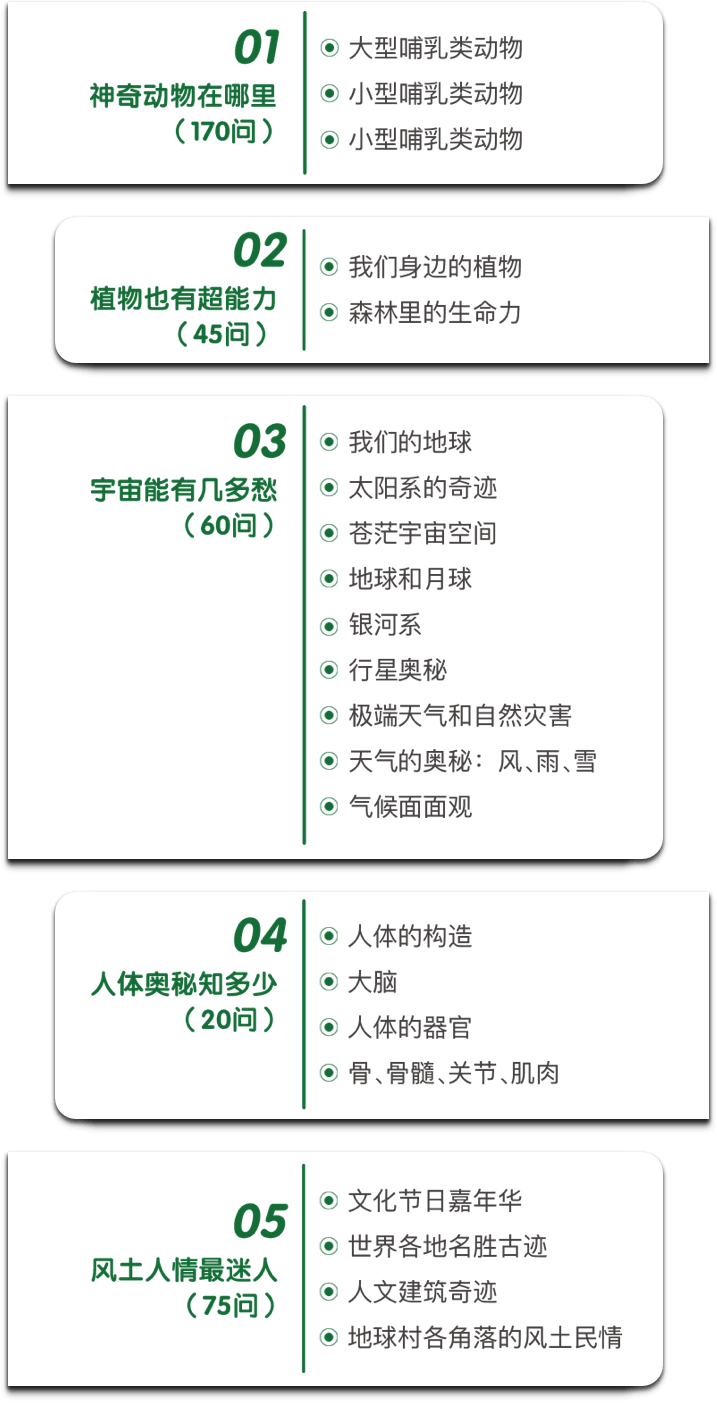 01
神奇动物在哪里
（170问）
大型哺乳类动物
小型哺乳类动物
小型哺乳类动物
02
植物也有超能力
（45问）
我们身边的植物
森林里的生命力
03
宇宙能有几多愁
（60问）
我们的地球
太阳系的奇迹
苍茫宇宙空间
地球和月球
银河系
行星奥秘
极端天气和自然灾害
天气的奥秘：风、雨、雪
气候面面观
04
人体奥秘知多少
（20问）
人体的构造
大脑
人体的器官
骨、骨髓、关节、肌肉
05
风土人情最迷人
（75问）
文化节日嘉年华
世界各地名胜古迹
人文建筑奇迹
地球村各角落的风土民情